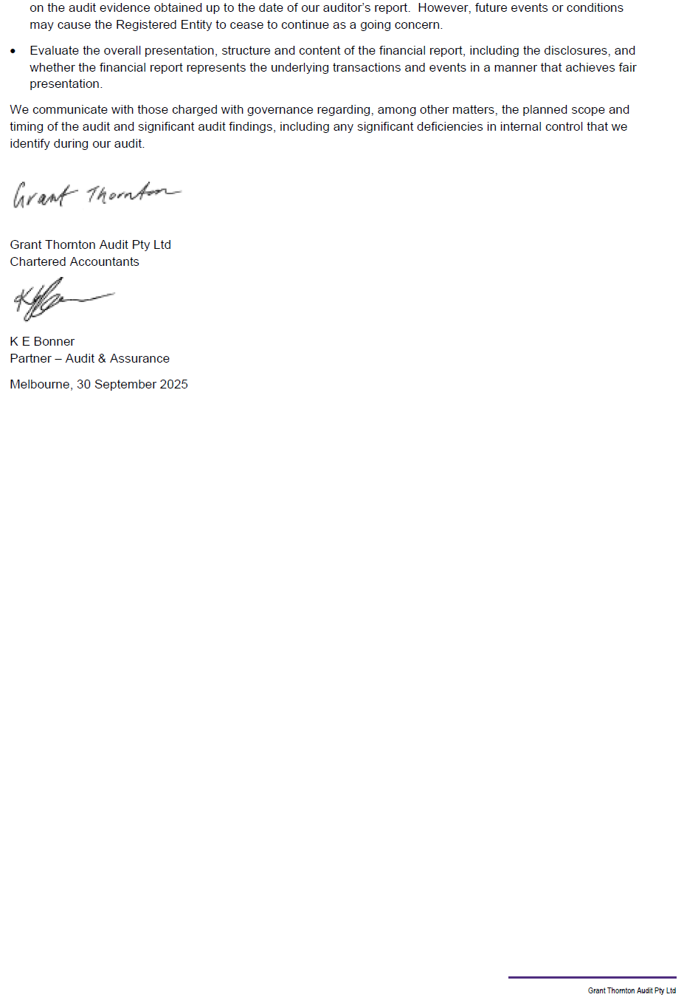 on the audit evidence obtained up to the date of our auditor's report.  However, future events or conditions
may cause the Registered Entity to cease to continue as a going concern.
• Evaluate the overall presentation, structure and content of the financial report, including the disclosures, and
whether the financial report represents the underlying transactions and events in a manner that achieves fair
presentation.
We communicate with those charged with governance regarding, among other matters, the planned scope and
timing of the audit and significant audit findings, including any significant deficiencies in internal control that we
identify during our audit.
Grant Thornton
Grant Thornton Audit Pty Ltd
Chartered Accountants
K E Bonner
Partner – Audit & Assurance
Melbourne, 30 September 2025
Grant Thornton Audit Pty Ltd